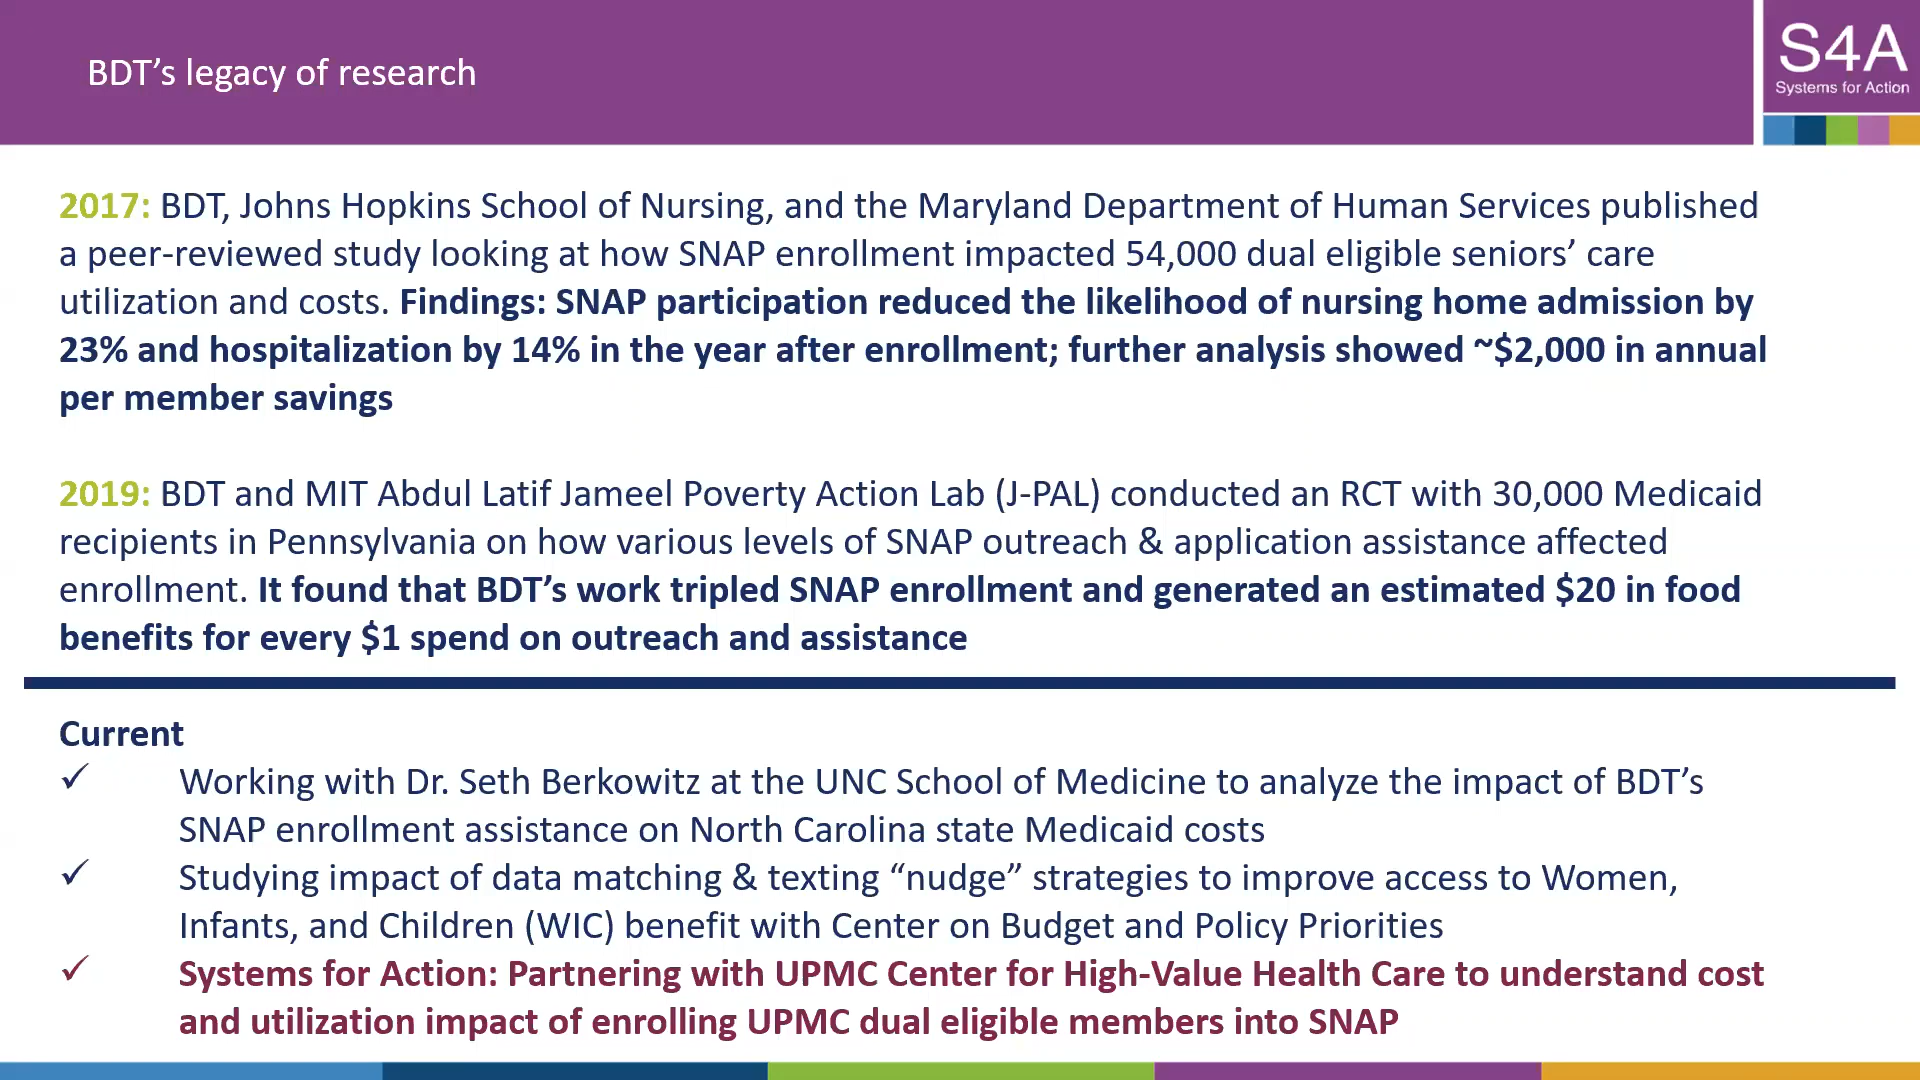 BDT’s legacy of research
S4A
Systems for Action
2017: BDT, Johns Hopkins School of Nursing, and the Maryland Department of Human Services published
a peer-reviewed study looking at how SNAP enrollment impacted 54,000 dual eligible seniors’ care
utilization and costs. Findings: SNAP participation reduced the likelihood of nursing home admission by
23% and hospitalization by 14% in the year after enrollment; further analysis showed ~$2,000 in annual
per member savings
2019: BDT and MIT Abdul Latif Jameel Poverty Action Lab (J-PAL) conducted an RCT with 30,000 Medicaid
recipients in Pennsylvania on how various levels of SNAP outreach & application assistance affected
enrollment. It found that BDT’s work tripled SNAP enrollment and generated an estimated $20 in food
benefits for every $1 spend on outreach and assistance
Current
✓ Working with Dr. Seth Berkowitz at the UNC School of Medicine to analyze the impact of BDT’s
SNAP enrollment assistance on North Carolina state Medicaid costs
✓ Studying impact of data matching & texting “nudge” strategies to improve access to Women,
Infants, and Children (WIC) benefit with Center on Budget and Policy Priorities
✓ Systems for Action: Partnering with UPMC Center for High-Value Health Care to understand cost
and utilization impact of enrolling UPMC dual eligible members into SNAP